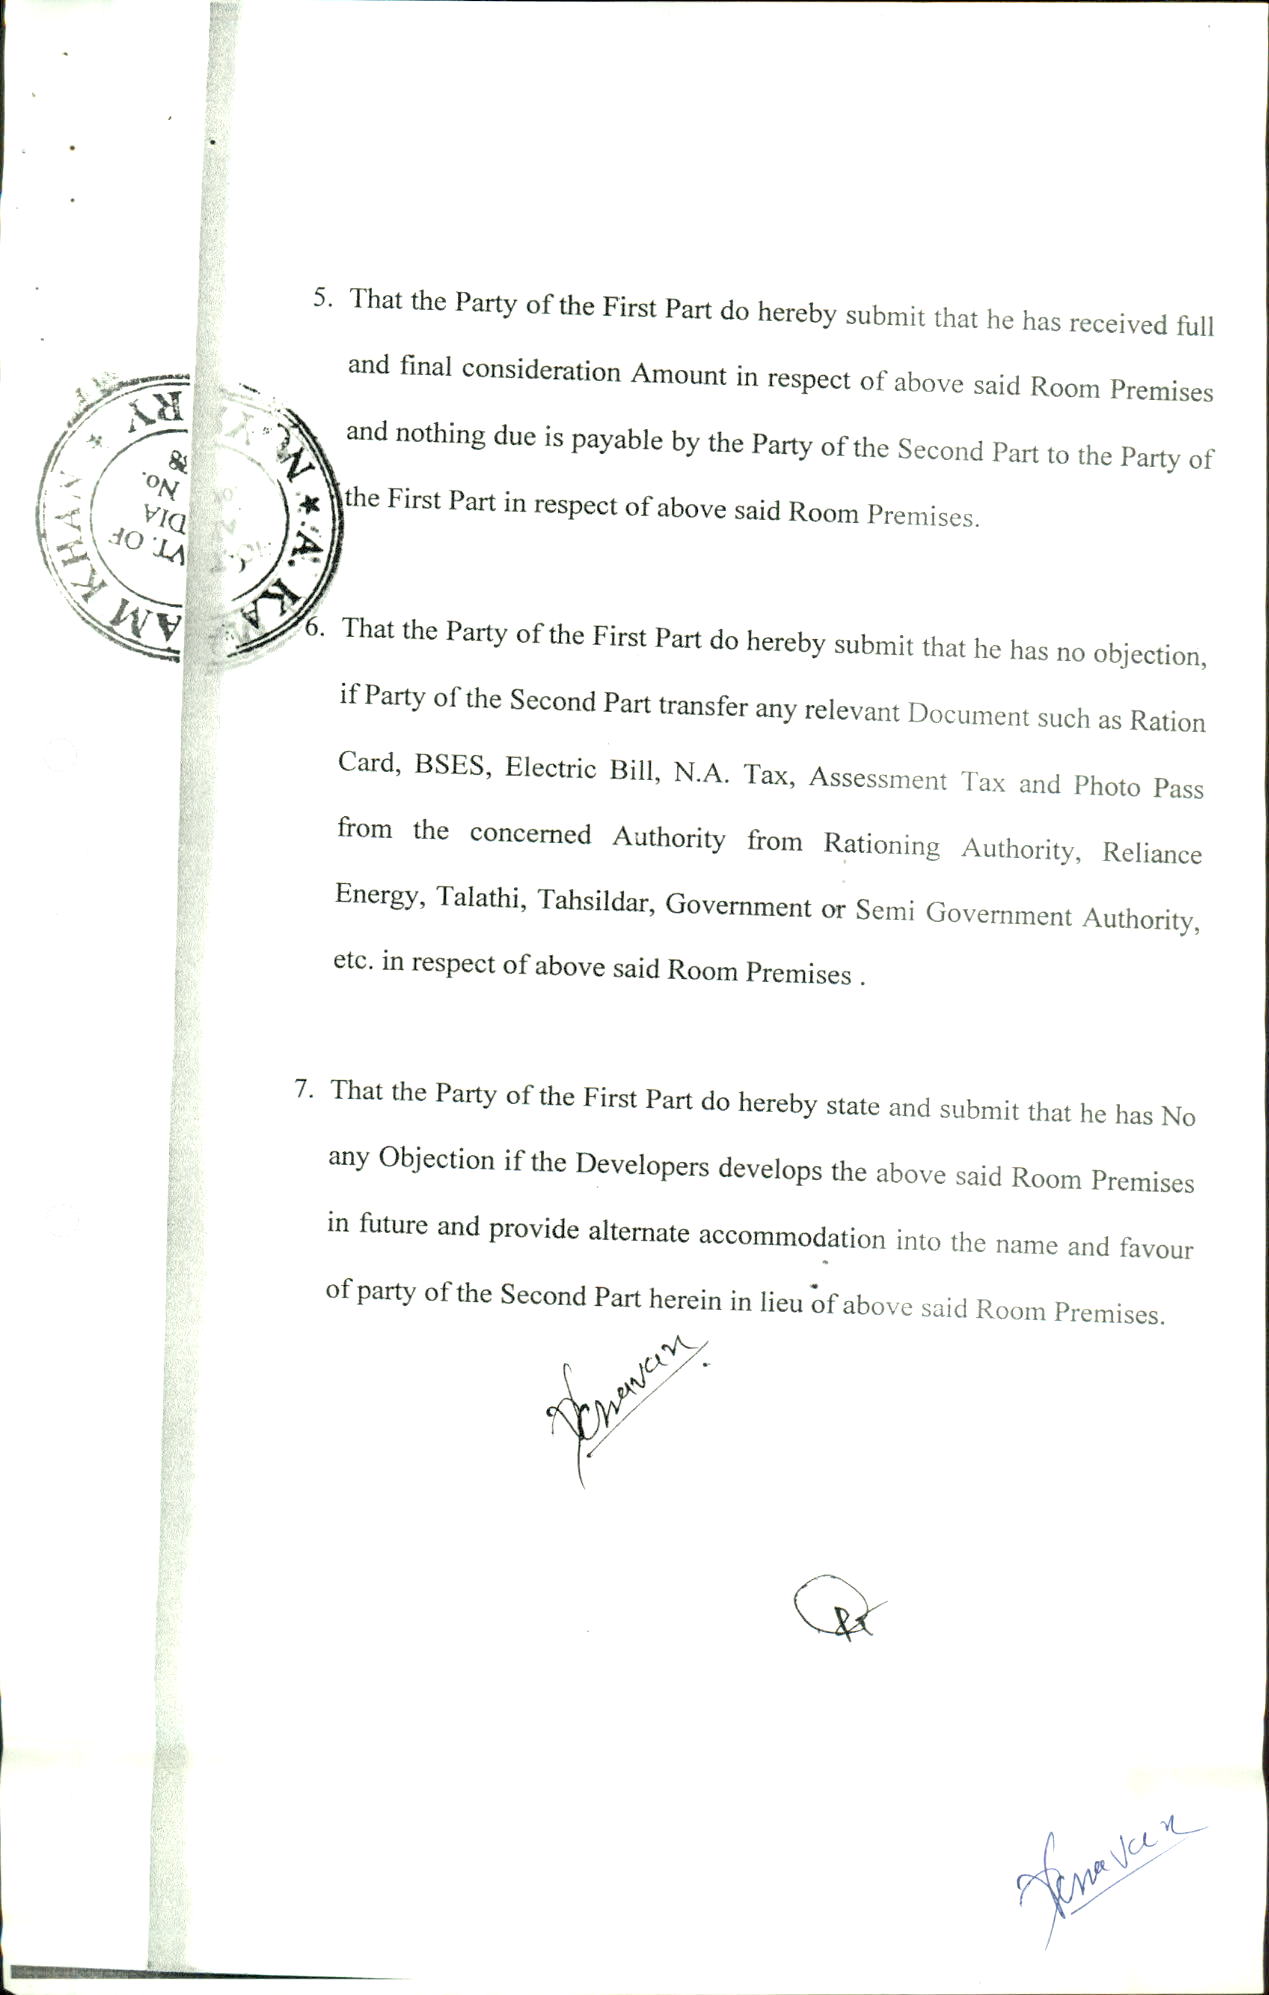 5. That the Party of the First Part do hereby submit that he has received full
and final consideration Amount in respect of above said Room Premises
and nothing due is payable by the Party of the Second Part to the Party of
the First Part in respect of above said Room Premises.
6. That the Party of the First Part do hereby submit that he has no objection,
if Party of the Second Part transfer any relevant Document such as Ration
Card, BSES, Electric Bill, N.A. Tax, Assessment Tax and Photo Pass
from the concerned Authority from Rationing Authority, Reliance
Energy, Talathi, Tahsildar, Government or Semi Government Authority,
etc. in respect of above said Room Premises .
7. That the Party of the First Part do hereby state and submit that he has No
any Objection if the Developers develops the above said Room Premises
in future and provide alternate accommodation into the name and favour
of party of the Second Part herein in lieu of above said Room Premises.
AM KHAN
RY
VT. OF
DIA
No.